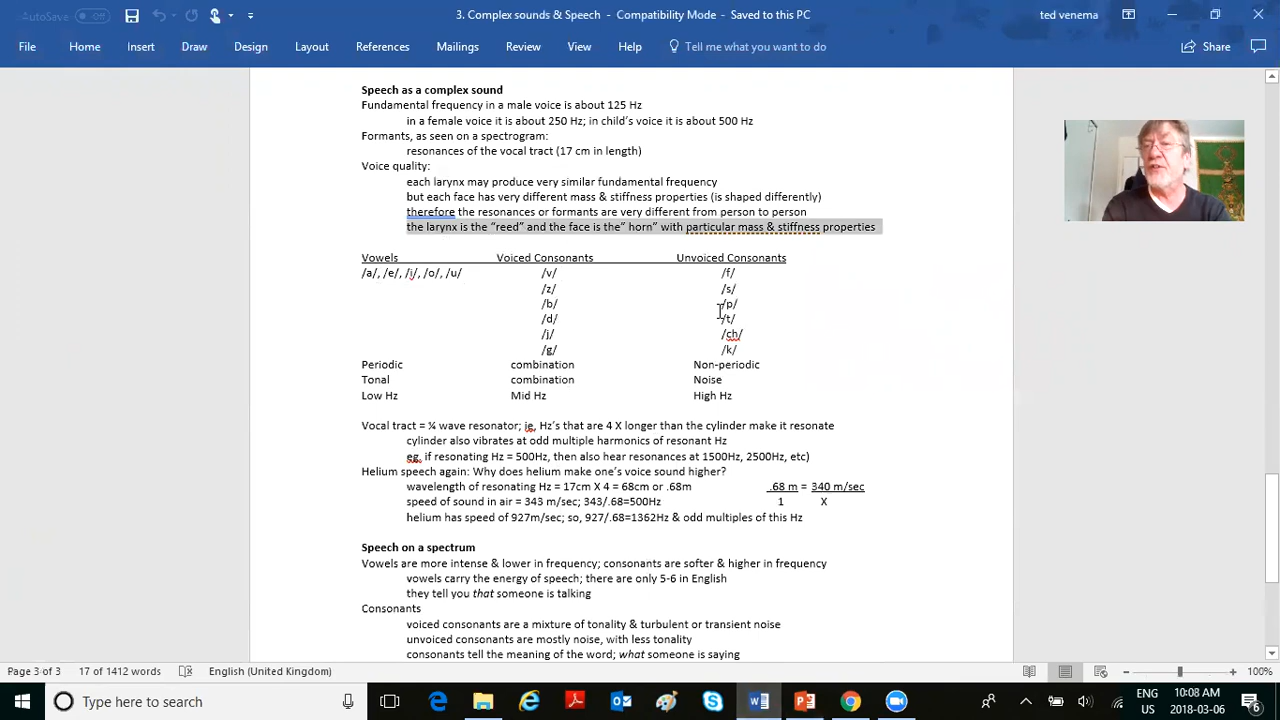 AutoSave Off 3. Complex sounds & Speech - Compatibility Mode - Saved to this PC ted venema
File Home Insert Draw Design Layout References Mailings Review View Help Tell me what you want to do Share
Speech as a complex sound
Fundamental frequency in a male voice is about 125 Hz
in a female voice it is about 250 Hz; in child's voice it is about 500 Hz
Formants, as seen on a spectrogram:
resonances of the vocal tract (17 cm in length)
Voice quality:
each larynx may produce very similar fundamental frequency
but each face has very different mass & stiffness properties (is shaped differently)
therefore the resonances or formants are very different from person to person
the larynx is the "reed" and the face is the" horn" with particular mass & stiffness properties
Vowels Voiced Consonants Unvoiced Consonants
/a/, /e/, /i/, /o/, /u/ /v/ /f/
/z/ /s/
/b/ /p/
/d/ /t/
/j/ /ch/
/g/ /k/
Periodic combination Non-periodic
Tonal combination Noise
Low Hz Mid Hz High Hz
Vocal tract = ¼ wave resonator; ie, Hz's that are 4 X longer than the cylinder make it resonate
cylinder also vibrates at odd multiple harmonics of resonant Hz
eg. if resonating Hz = 500Hz, then also hear resonances at 1500Hz, 2500Hz, etc)
Helium speech again: Why does helium make one's voice sound higher?
wavelength of resonating Hz = 17cm X 4 = 68cm or .68m .68 m = 340 m/sec
speed of sound in air = 343 m/sec; 343/.68=500Hz 1 X
helium has speed of 927m/sec; so, 927/.68=1362Hz & odd multiples of this Hz
Speech on a spectrum
Vowels are more intense & lower in frequency; consonants are softer & higher in frequency
vowels carry the energy of speech; there are only 5-6 in English
they tell you that someone is talking
Consonants
voiced consonants are a mixture of tonality & turbulent or transient noise
unvoiced consonants are mostly noise, with less tonality
consonants tell the meaning of the word; what someone is saying
Page 3 of 3 17 of 1412 words English (United Kingdom) 100%
Type here to search ENG 10:08 AM
US 2018-03-06 6